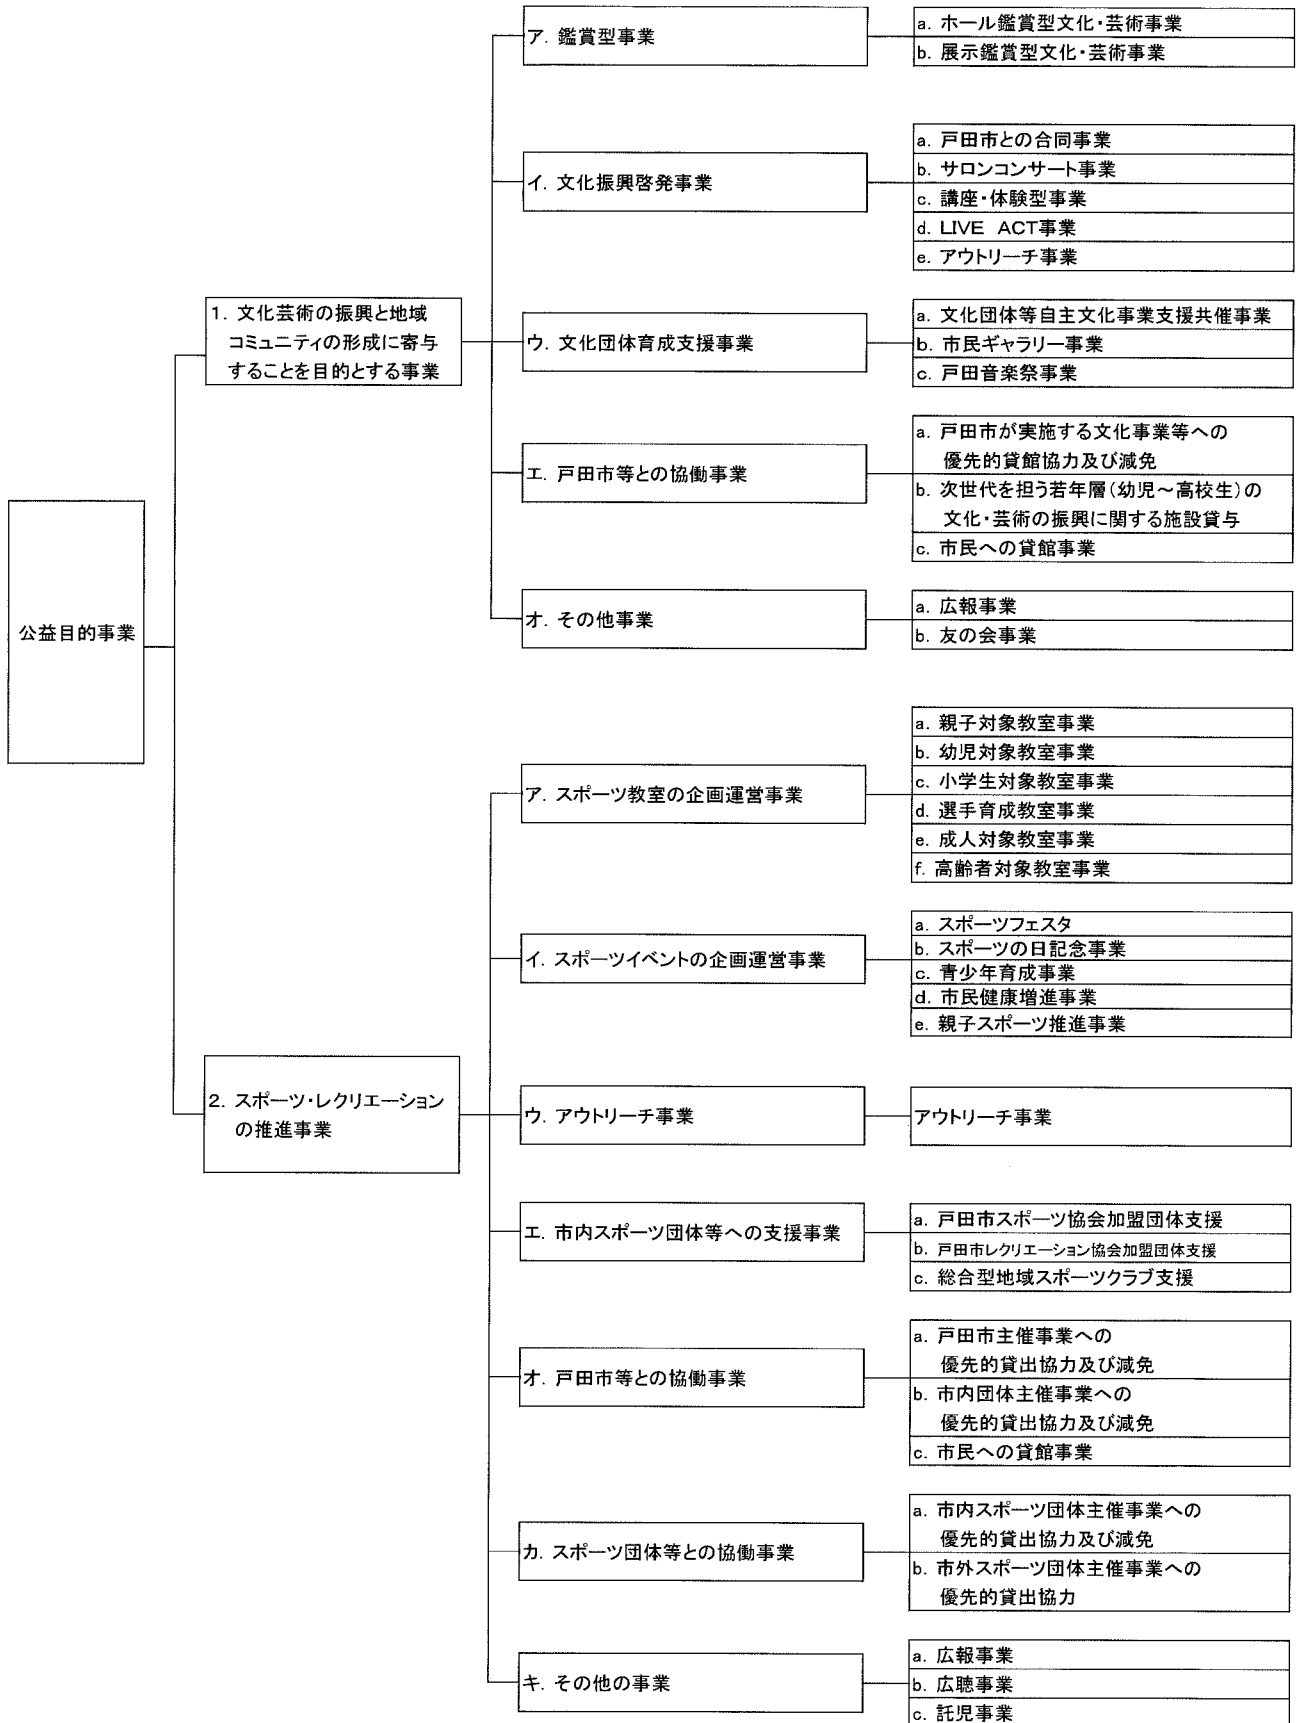 公益目的事業
1. 文化芸術の振興と地域
コミュニティの形成に寄与
することを目的とする事業
ア. 鑑賞型事業
a. ホール鑑賞型文化・芸術事業
b. 展示鑑賞型文化・芸術事業
イ. 文化振興啓発事業
a. 戸田市との合同事業
b. サロンコンサート事業
c. 講座・体験型事業
d. LIVE ACT事業
e. アウトリーチ事業
ウ. 文化団体育成支援事業
a. 文化団体等自主文化事業支援共催事業
b. 市民ギャラリー事業
c. 戸田音楽祭事業
エ. 戸田市等との協働事業
a. 戸田市が実施する文化事業等への
優先的貸館協力及び減免
b. 次世代を担う若年層(幼児~高校生)の
文化・芸術の振興に関する施設貸与
c. 市民への貸館事業
オ. その他事業
a. 広報事業
b. 友の会事業
2. スポーツ・レクリエーション
の推進事業
ア. スポーツ教室の企画運営事業
a. 親子対象教室事業
b. 幼児対象教室事業
c. 小学生対象教室事業
d. 選手育成教室事業
e. 成人対象教室事業
f. 高齢者対象教室事業
イ. スポーツイベントの企画運営事業
a. スポーツフェスタ
b. スポーツの日記念事業
c. 青少年育成事業
d. 市民健康増進事業
e. 親子スポーツ推進事業
ウ. アウトリーチ事業
アウトリーチ事業
エ. 市内スポーツ団体等への支援事業
a. 戸田市スポーツ協会加盟団体支援
b. 戸田市レクリエーション協会加盟団体支援
c. 総合型地域スポーツクラブ支援
オ. 戸田市等との協働事業
a. 戸田市主催事業への
優先的貸出協力及び減免
b. 市内団体主催事業への
優先的貸出協力及び減免
c. 市民への貸館事業
カ. スポーツ団体等との協働事業
a. 市内スポーツ団体主催事業への
優先的貸出協力及び減免
b. 市外スポーツ団体主催事業への
優先的貸出協力
キ. その他の事業
a. 広報事業
b. 広聴事業
c. 託児事業